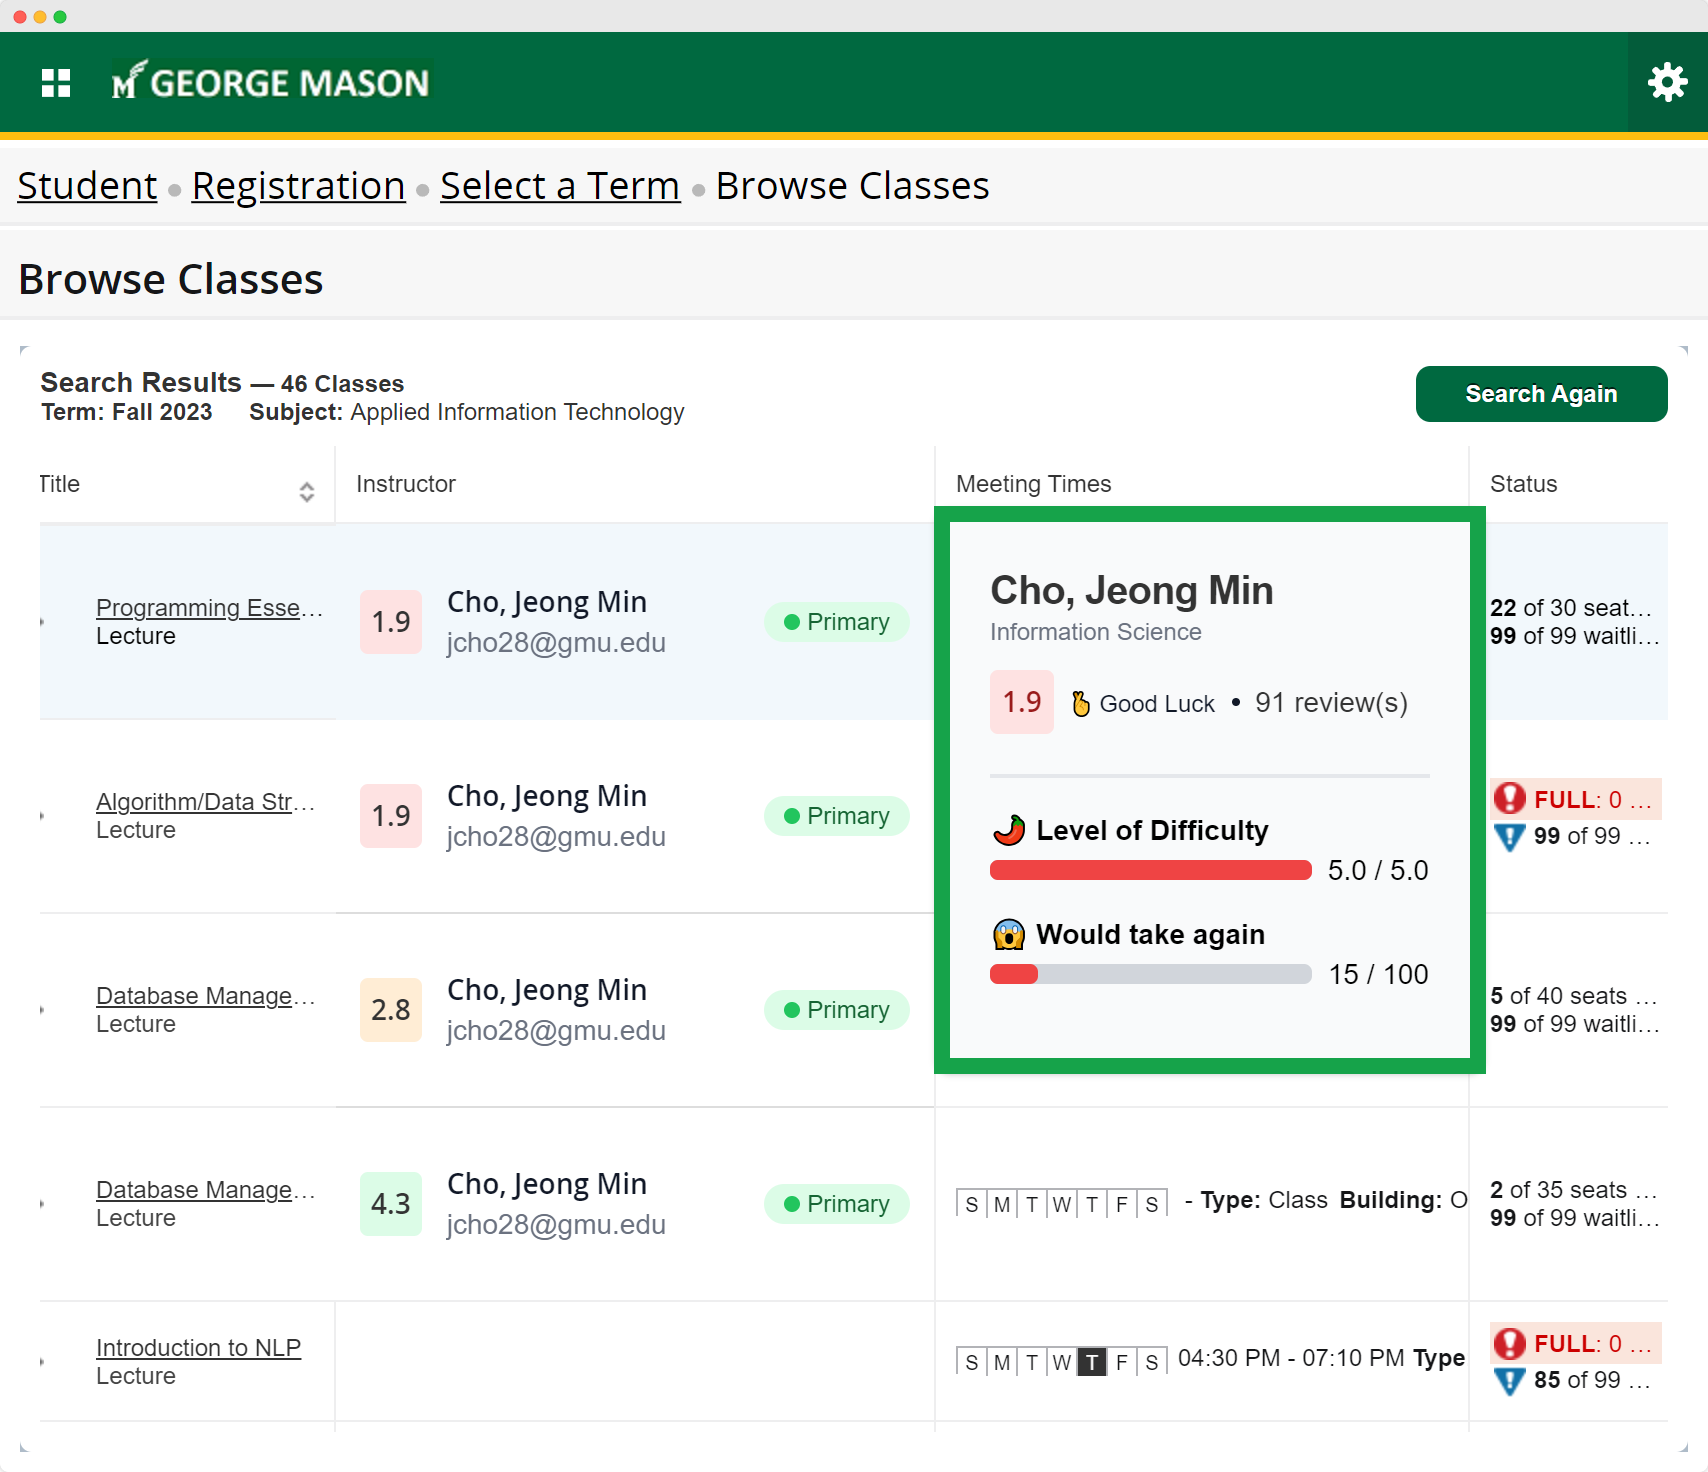 GEORGE MASON
Student • Registration • Select a Term • Browse Classes
Browse Classes
Search Results — 46 Classes
Term: Fall 2023 Subject: Applied Information Technology
Search Again
Title
Instructor
Meeting Times
Status
Programming Esse…
Lecture
1.9
Cho, Jeong Min
jcho28@gmu.edu
Primary
22 of 30 seat…
99 of 99 waitli…
Cho, Jeong Min
Information Science
1.9
Good Luck • 91 review(s)
Level of Difficulty
5.0 / 5.0
Would take again
15 / 100
Algorithm/Data Str…
Lecture
1.9
Cho, Jeong Min
jcho28@gmu.edu
Primary
FULL: 0 …
99 of 99 …
Database Manage…
Lecture
2.8
Cho, Jeong Min
jcho28@gmu.edu
Primary
5 of 40 seats …
99 of 99 waitli…
Database Manage…
Lecture
4.3
Cho, Jeong Min
jcho28@gmu.edu
Primary
S M T W T F S - Type: Class Building: O
2 of 35 seats …
99 of 99 waitli…
Introduction to NLP
Lecture
S M T W T F S 04:30 PM - 07:10 PM Type
FULL: 0 …
85 of 99 …